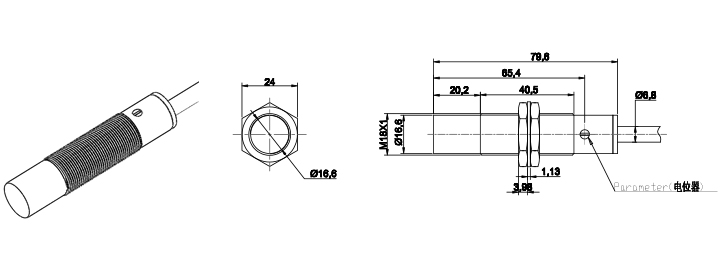 24
Ø16,6
79,6
65,4
20,2
40,5
M18X1
Ø16,6
Ø6,8
1,13
3,98
Parameter(电位器)